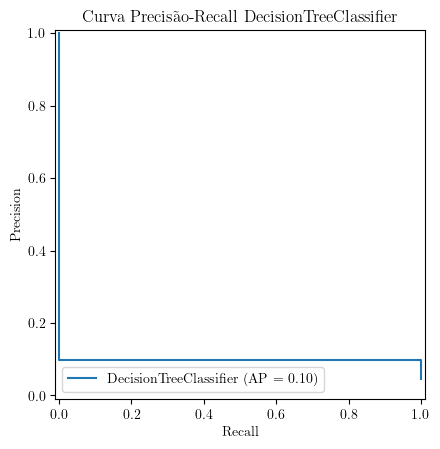 Curva Precisão-Recall DecisionTreeClassifier
1.0
0.8
0.6
0.4
0.2
0.0
Precision
DecisionTreeClassifier (AP = 0.10)
0.0 0.2 0.4 0.6 0.8 1.0
Recall